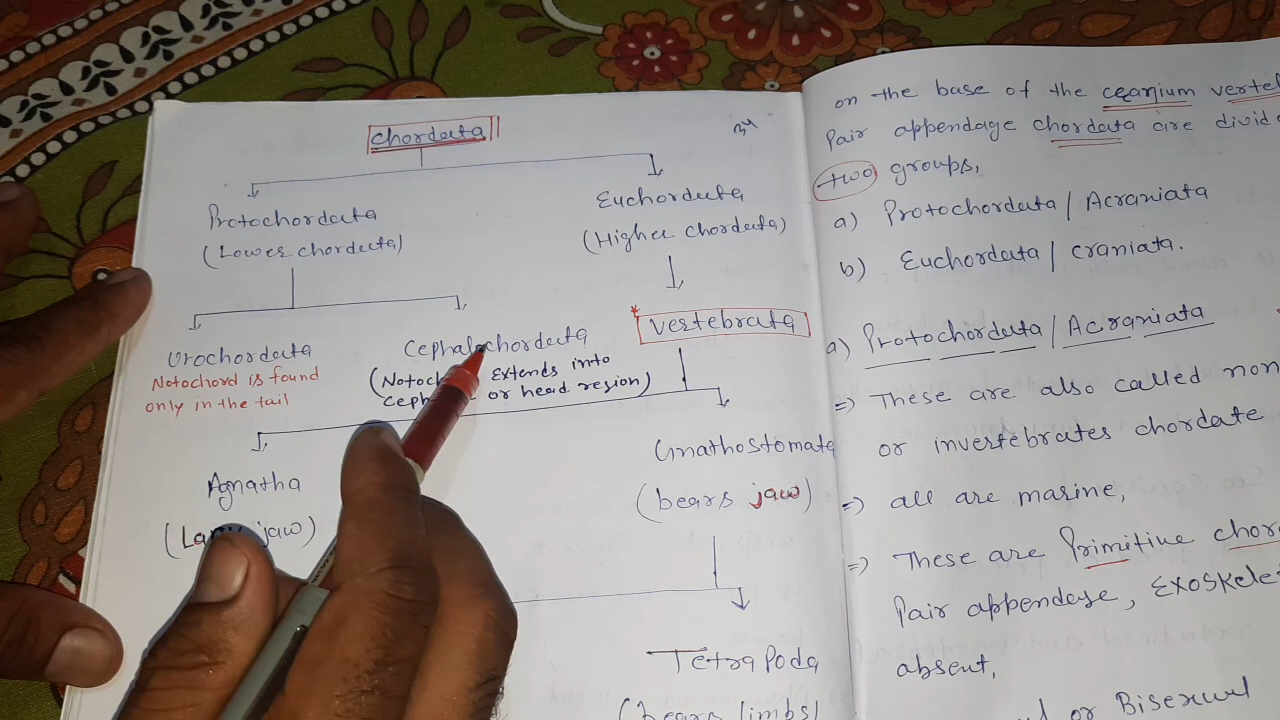 Chordata
34
Protochordata
(Lower chordata)
Euchordata
(Higher chordata)
Urochordata
Notochord is found
only in the tail
Cephalochordata
Extends into
or head region)
Vertebrata
Agnatha
jaw)
Gnathostomata
(bears jaw)
Tetrapoda
(bears limbs)
on the base of the
Pair appendage chordata are
two groups,
a) Protochordata / Acraniata
b) Euchordata / Craniata.
a) Protochordata / Acraniata
=> These are also called non
or invertebrates chordate
=> all are marine,
=> These are Primitive
Pair appendage,
absent,
or Bisexual